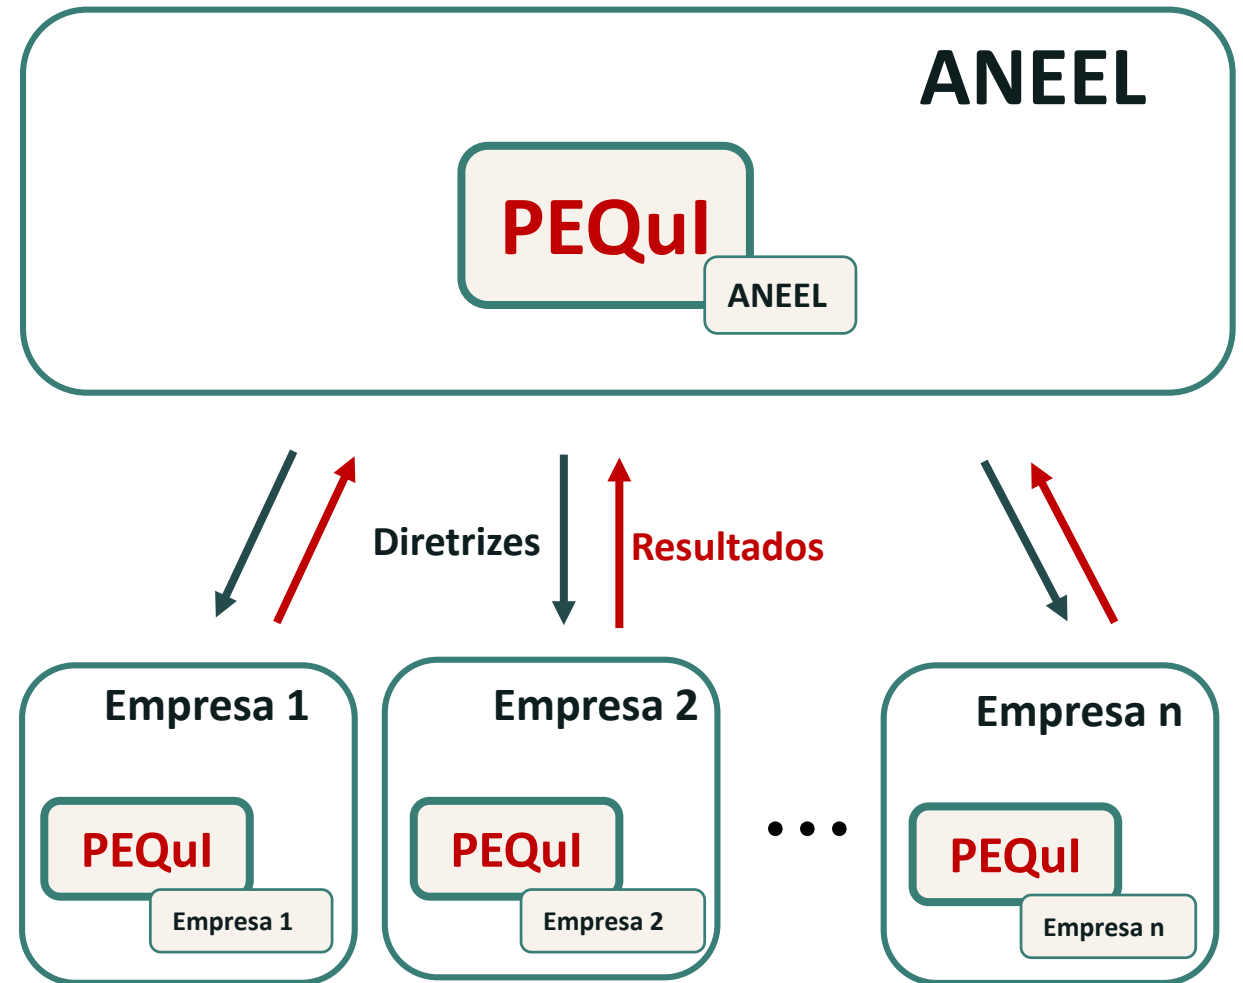 ANEEL
PEQuI
ANEEL
Diretrizes
Resultados
Empresa 1
Empresa 2
Empresa n
PEQuI
PEQuI
PEQuI
Empresa 1
Empresa 2
Empresa n